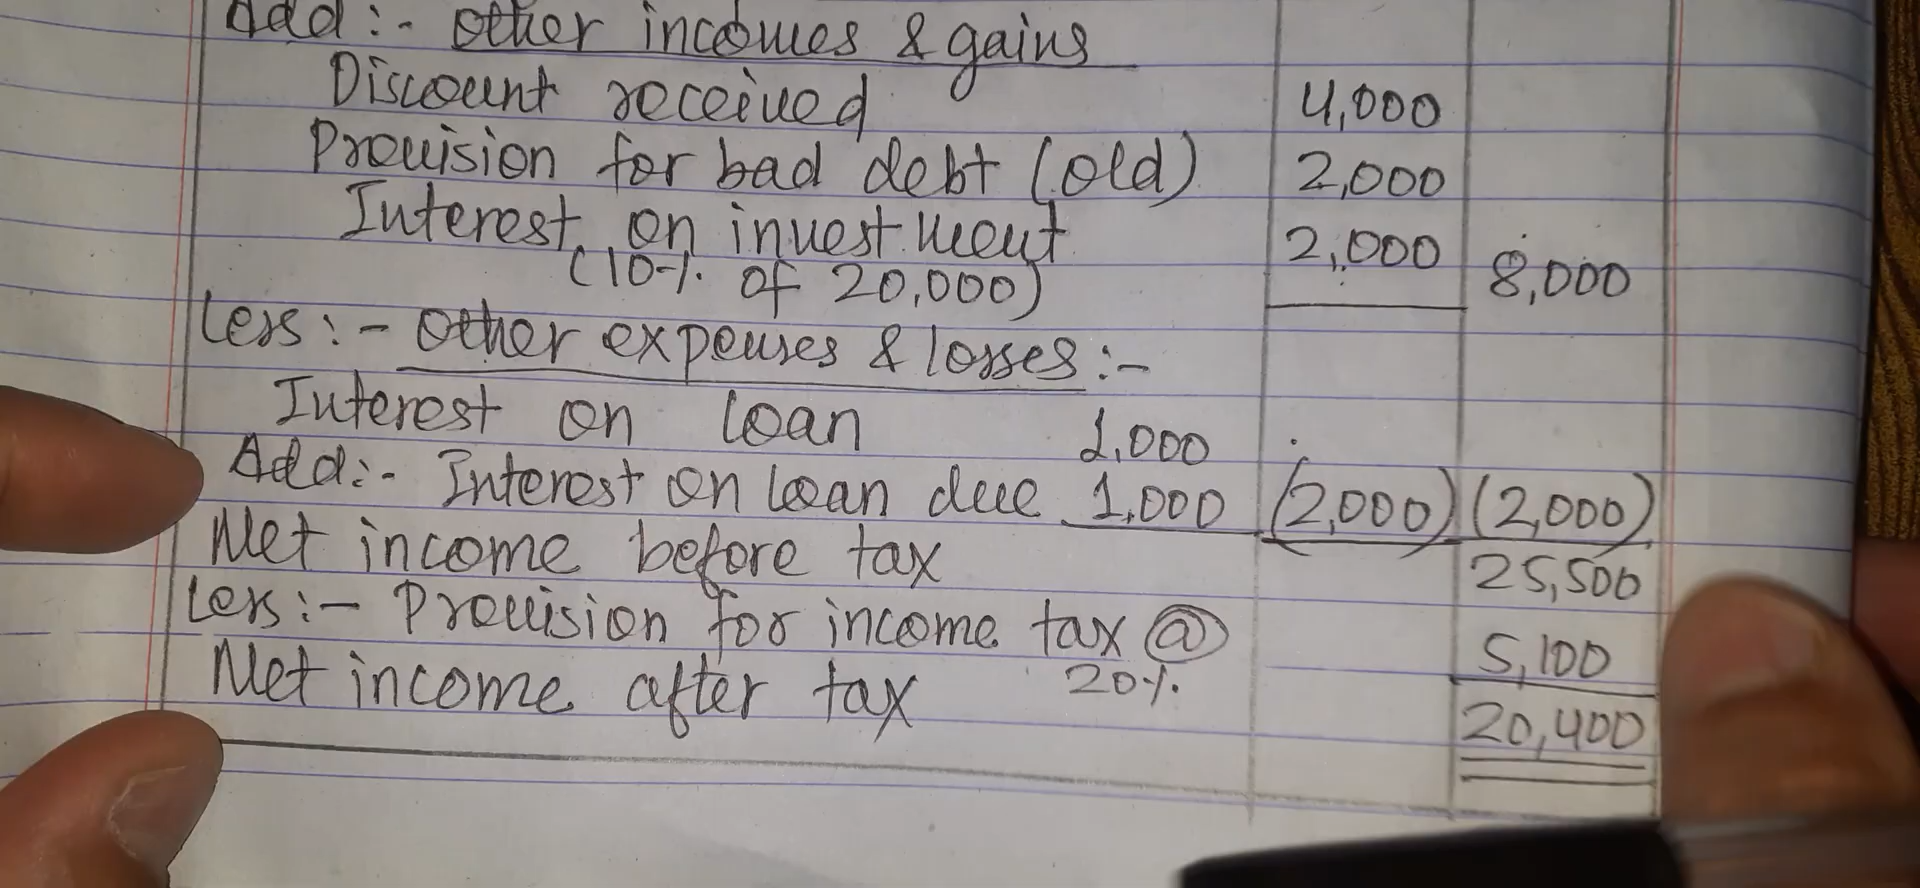 Add :- Other incomes & gains
Discount received 4,000
Provision for bad debt (old) 2,000
Interest on investment 2,000 8,000
(10% of 20,000)
Less :- Other expenses & losses :-
Interest on loan 1,000
Add :- Interest on loan due 1,000 (2,000) (2,000)
Net income before tax 25,500
Less :- Provision for income tax @ 5,100
20%
Net income after tax 20,400